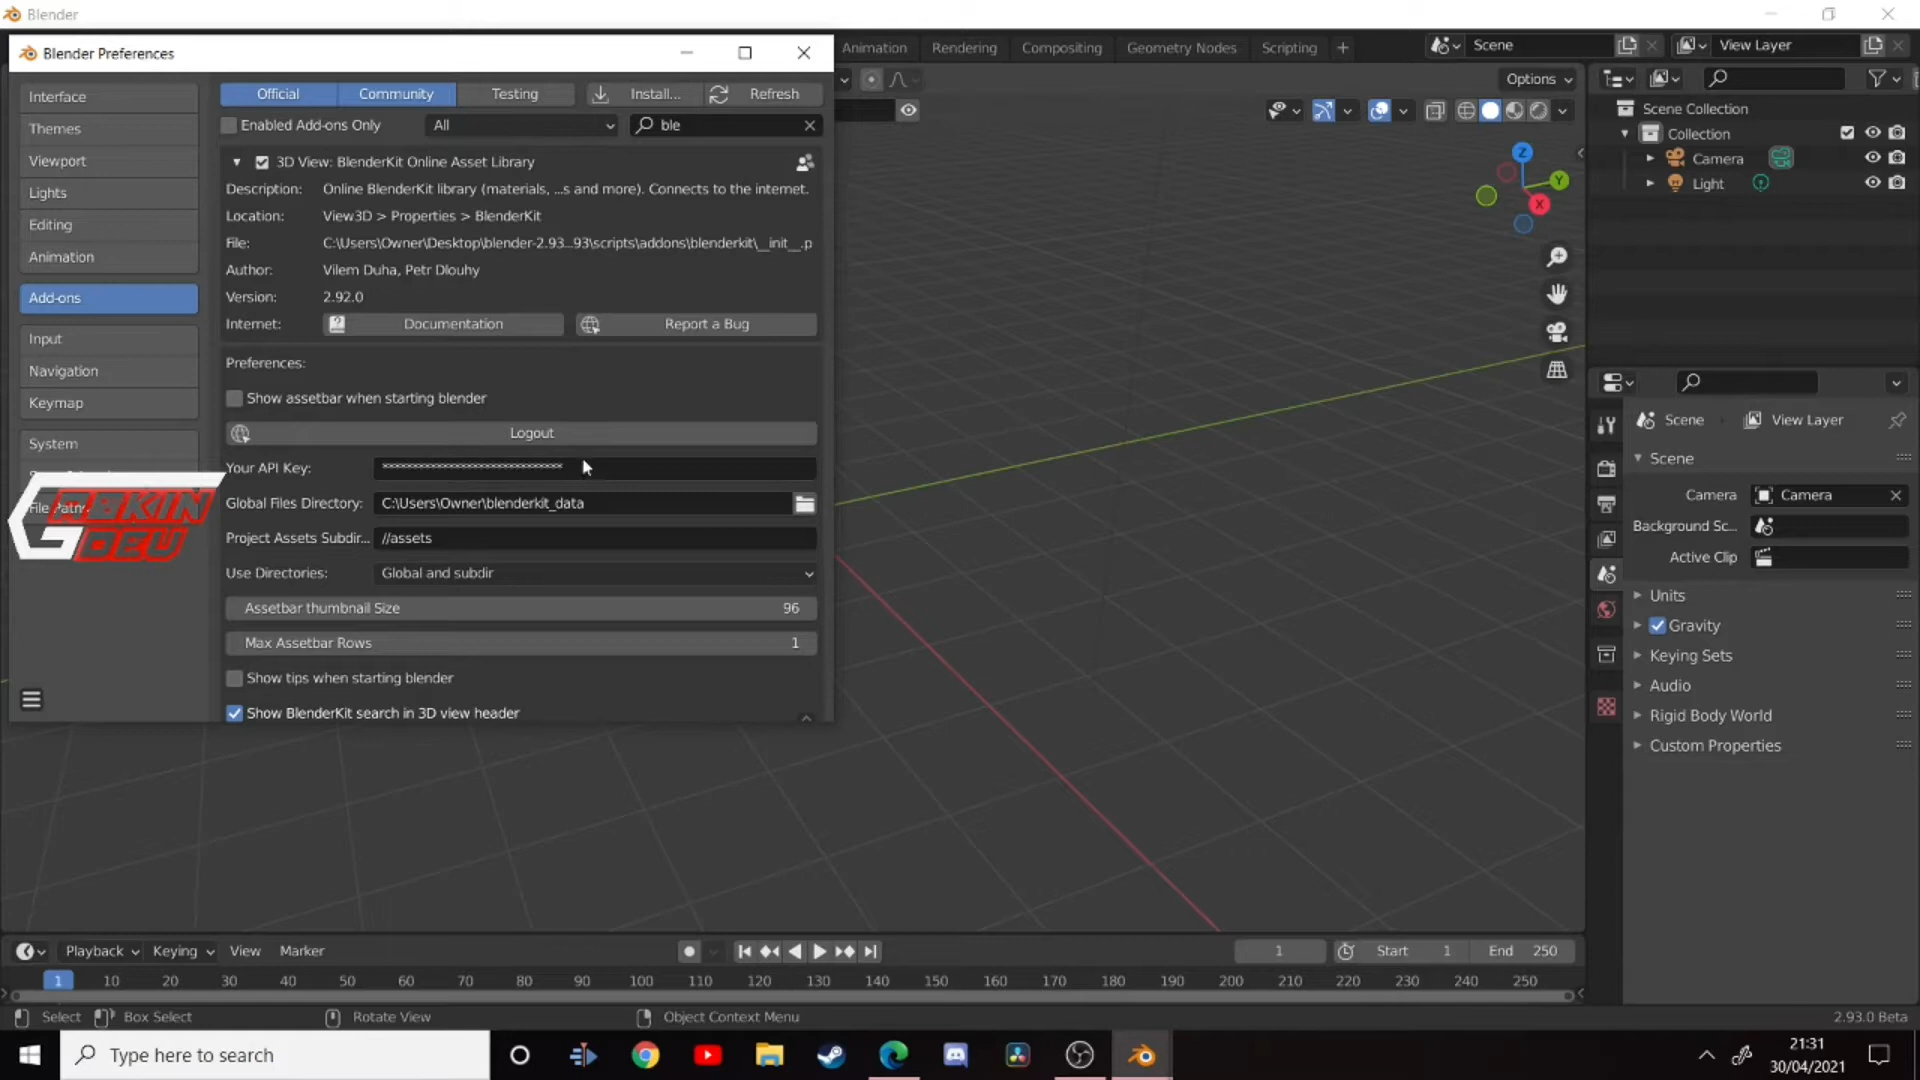 Blender
Blender Preferences
Animation
Rendering
Compositing
Geometry Nodes
Scripting
Scene
View Layer
Interface
Themes
Viewport
Lights
Editing
Animation
Add-ons
Input
Navigation
Keymap
System
File Paths
Official
Community
Testing
Install...
Refresh
Enabled Add-ons Only
All
ble
3D View: BlenderKit Online Asset Library
Description: Online BlenderKit library (materials, ...s and more). Connects to the internet.
Location: View3D > Properties > BlenderKit
File: C:\Users\Owner\Desktop\blender-2.93...93\scripts\addons\blenderkit\__init__.p
Author: Vilem Duha, Petr Dlouhy
Version: 2.92.0
Internet: Documentation Report a Bug
Preferences:
Show assetbar when starting blender
Logout
Your API Key:
Global Files Directory: C:\Users\Owner\blenderkit_data
Project Assets Subdir... //assets
Use Directories: Global and subdir
Assetbar thumbnail Size 96
Max Assetbar Rows 1
Show tips when starting blender
Show BlenderKit search in 3D view header
GABKIN
DEV
Options
Z
Y
X
Scene Collection
Collection
Camera
Light
Scene View Layer
Scene
Camera Camera
Background Sc...
Active Clip
Units
Gravity
Keying Sets
Audio
Rigid Body World
Custom Properties
Playback Keying View Marker
1 Start 1 End 250
1 10 20 30 40 50 60 70 80 90 100 110 120 130 140 150 160 170 180 190 200 210 220 230 240 250
Select Box Select Rotate View Object Context Menu
2.93.0 Beta
Type here to search
21:31
30/04/2021